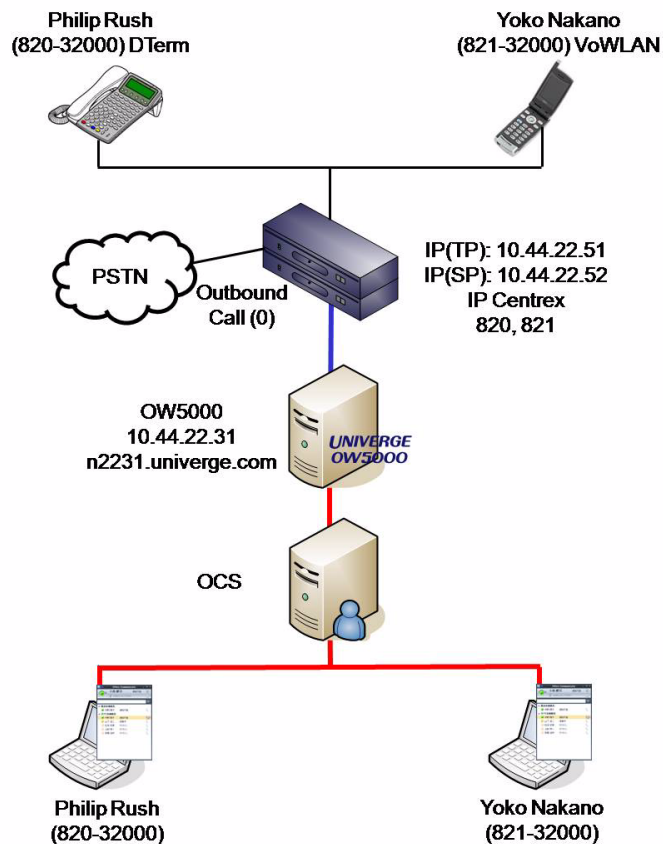 Philip Rush
(820-32000) DTerm
Yoko Nakano
(821-32000) VoWLAN
PSTN
Outbound
Call (0)
IP(TP): 10.44.22.51
IP(SP): 10.44.22.52
IP Centrex
820, 821
OW5000
10.44.22.31
n2231.univerge.com
UNIVERGE
OW5000
OCS
Philip Rush
(820-32000)
Yoko Nakano
(821-32000)